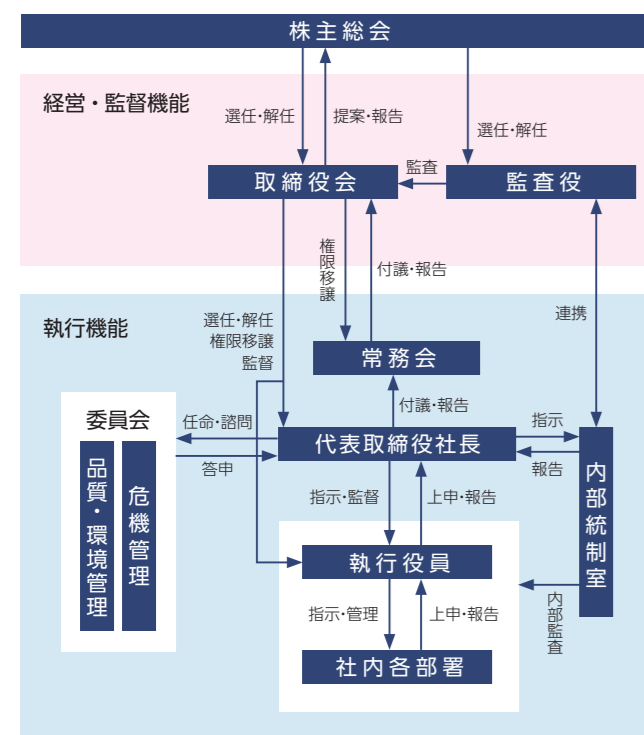 株主総会
経営・監督機能
選任・解任
提案・報告
選任・解任
取締役会
監査
監査役
権限移譲
付議・報告
連携
執行機能
選任・解任
権限移譲
監督
常務会
付議・報告
委員会
任命・諮問
代表取締役社長
指示
答申
報告
品質・環境管理
危機管理
内部統制室
指示・監督
上申・報告
執行役員
内部監査
指示・管理
上申・報告
社内各部署